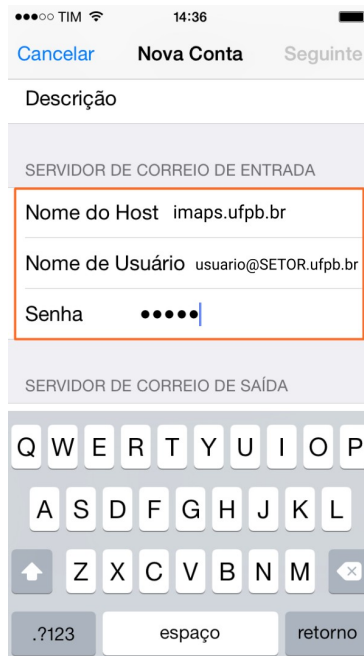 TIM 14:36
Cancelar Nova Conta Seguinte
Descrição
SERVIDOR DE CORREIO DE ENTRADA
Nome do Host imaps.ufpb.br
Nome de Usuário usuario@SETOR.ufpb.br
Senha •••••
SERVIDOR DE CORREIO DE SAÍDA
Q W E R T Y U I O P
A S D F G H J K L
Z X C V B N M
.?123 espaço retorno